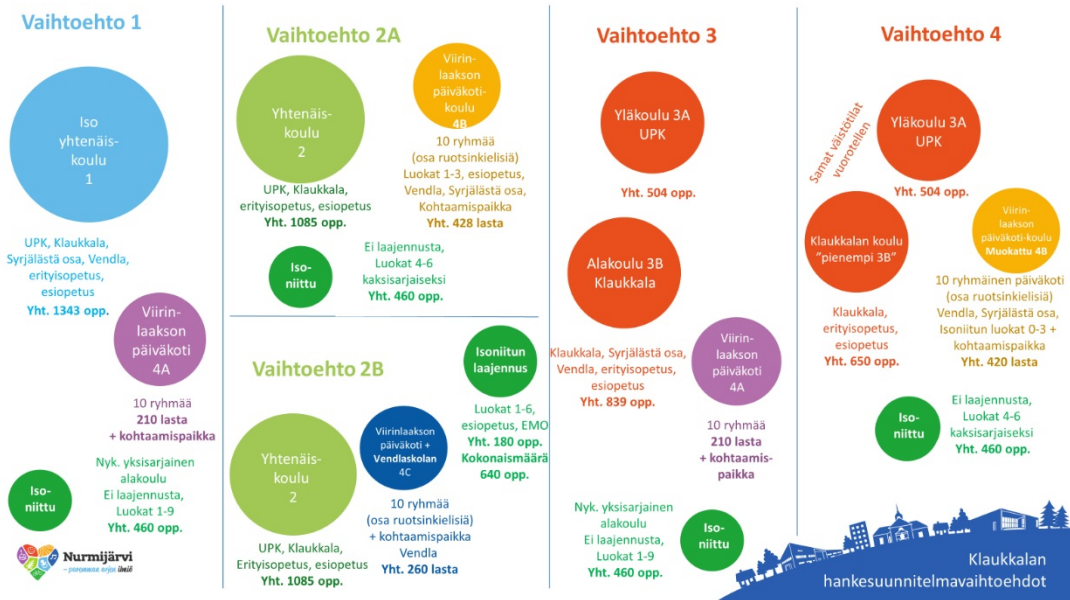 Vaihtoehto 1
Iso
yhtenäis-
koulu
1
UPK, Klaukkala,
Syrjälästä osa, Vendla,
erityisopetus,
esiopetus
Yht. 1343 opp.
Viirin-
laakson
päiväkoti
4A
10 ryhmää
210 lasta
+ kohtaamispaikka
Iso-
niittu
Nyk. yksisarjainen
alakoulu
Ei laajennusta,
Luokat 1-9
Yht. 460 opp.
Nurmijärvi
– paremman arjen ilmiö
Vaihtoehto 2A
Yhtenäis-
koulu
2
UPK, Klaukkala,
erityisopetus, esiopetus
Yht. 1085 opp.
Viirin-
laakson
päiväkoti-
koulu
4B
10 ryhmää
(osa ruotsinkielisiä)
Luokat 1-3, esiopetus,
Vendla, Syrjälästä osa,
Kohtaamispaikka
Yht. 428 lasta
Iso-
niittu
Ei laajennusta,
Luokat 4-6
kaksisarjaiseksi
Yht. 460 opp.
Vaihtoehto 2B
Yhtenäis-
koulu
2
UPK, Klaukkala,
Erityisopetus, esiopetus
Yht. 1085 opp.
Viirinlaakson
päiväkoti +
Vendlaskolan
4C
10 ryhmää
(osa ruotsinkielisiä)
+ kohtaamispaikka
Vendla
Yht. 260 lasta
Isoniitun
laajennus
Luokat 1-6,
esiopetus, EMO
Yht. 180 opp.
Kokonaismäärä
640 opp.
Vaihtoehto 3
Yläkoulu 3A
UPK
Yht. 504 opp.
Alakoulu 3B
Klaukkala
Klaukkala, Syrjälästä osa,
Vendla, erityisopetus,
esiopetus
Yht. 839 opp.
Viirin-
laakson
päiväkoti
4A
10 ryhmää
210 lasta
+ kohtaamis-
paikka
Nyk. yksisarjainen
alakoulu
Ei laajennusta,
Luokat 1-9
Yht. 460 opp.
Iso-
niittu
Vaihtoehto 4
Samat väistötilat
vuorotellen
Yläkoulu 3A
UPK
Yht. 504 opp.
Klaukkalan koulu
"pienempi 3B"
Klaukkala,
erityisopetus,
esiopetus
Yht. 650 opp.
Viirin-
laakson
päiväkoti-koulu
Muokattu 4B
10 ryhmäinen päiväkoti
(osa ruotsinkielisiä)
Vendla, Syrjälästä osa,
Isoniitun luokat 0-3 +
kohtaamispaikka
Yht. 420 lasta
Iso-
niittu
Ei laajennusta,
Luokat 4-6
kaksisarjaiseksi
Yht. 460 opp.
Klaukkalan
hankesuunnitelmavaihtoehdot